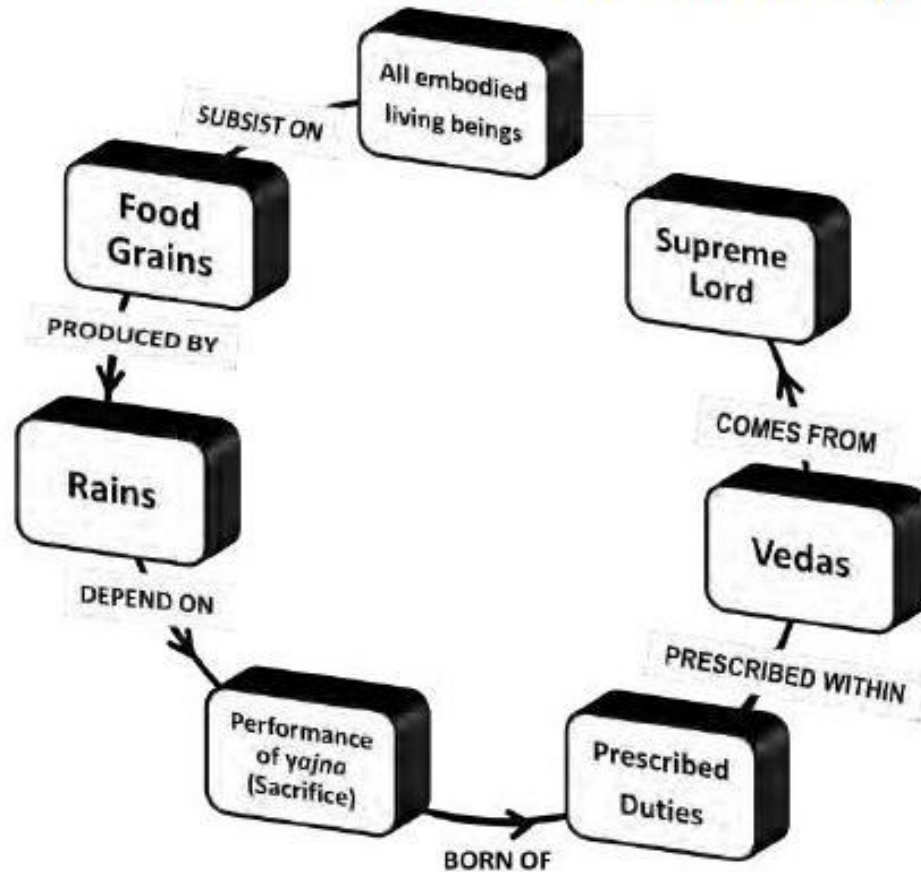 All embodied
living beings
SUBSIST ON
Food
Grains
PRODUCED BY
Rains
DEPEND ON
Performance
of yajna
(Sacrifice)
BORN OF
Prescribed
Duties
PRESCRIBED WITHIN
Vedas
COMES FROM
Supreme
Lord